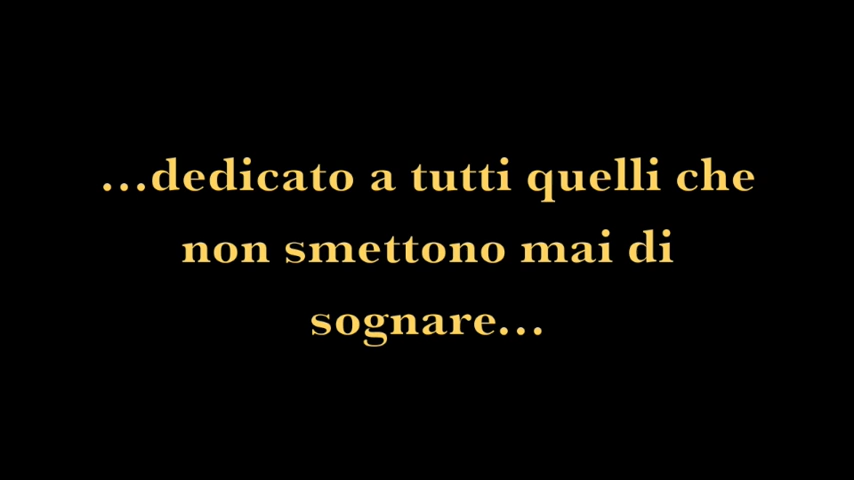 ...dedicato a tutti quelli che
non smettono mai di
sognare...